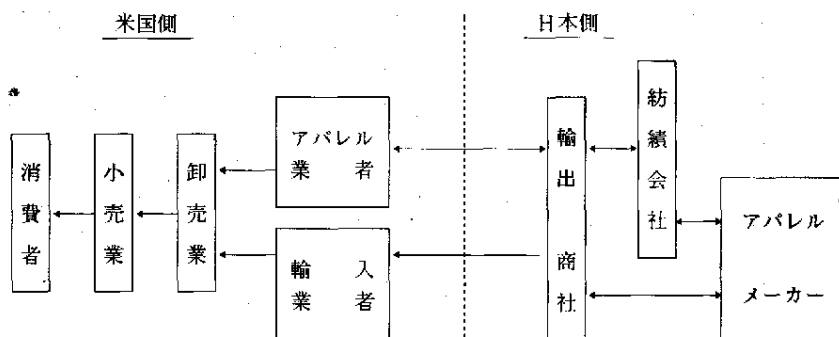 米国側
日本側
消費者
小売業
卸売業
アパレル
業者
輸入
業者
輸出商社
紡績会社
アパレル
メーカー